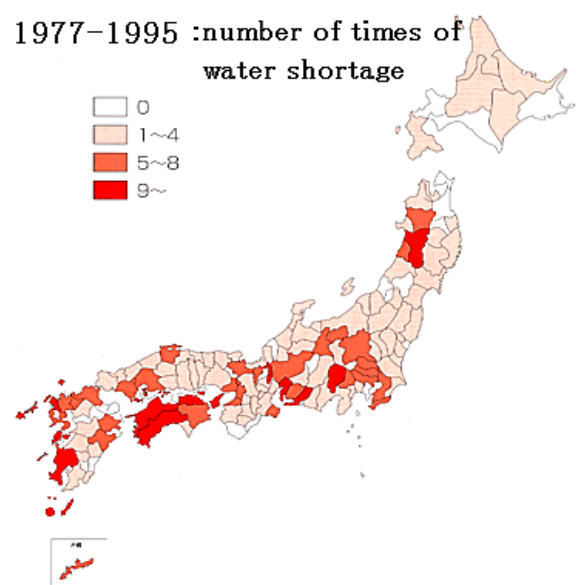 1977-1995 :number of times of
water shortage
0
1～4
5～8
9～